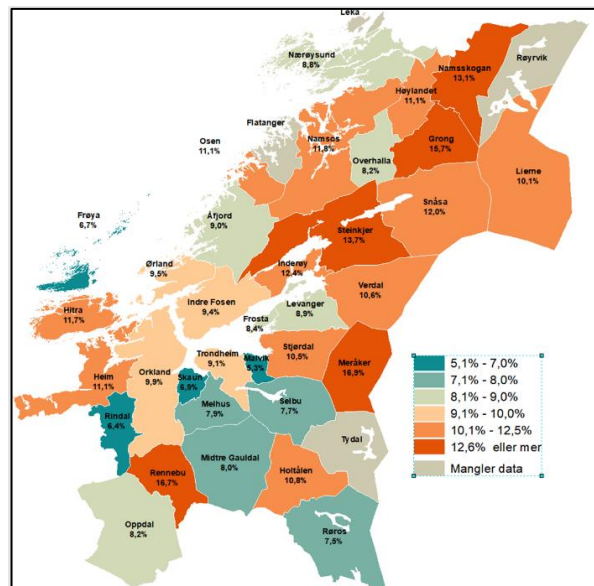 Leka
Nærøysund
8,8%
Namsskogan
13,1%
Røyrvik
Høylandet
11,1%
Flatanger
Osen
11,1%
Namsos
11,8%
Grong
15,7%
Overhalla
8,2%
Lierne
10,1%
Snåsa
12,0%
Frøya
6,7%
Åfjord
9,0%
Steinkjer
13,7%
Ørland
9,5%
Inderøy
12,4%
Verdal
10,6%
Hitra
11,7%
Indre Fosen
9,4%
Levanger
8,9%
Frosta
8,4%
Stjørdal
10,5%
Trondheim
9,1%
Malvik
5,3%
Meråker
16,9%
Heim
11,1%
Orkland
9,9%
Skaun
6,9%
Melhus
7,9%
Selbu
7,7%
Rindal
6,4%
Tydal
Midtre Gauldal
8,0%
Rennebu
16,7%
Holtålen
10,8%
Oppdal
8,2%
Røros
7,5%
5,1% - 7,0%
7,1% - 8,0%
8,1% - 9,0%
9,1% - 10,0%
10,1% - 12,5%
12,6% eller mer
Mangler data